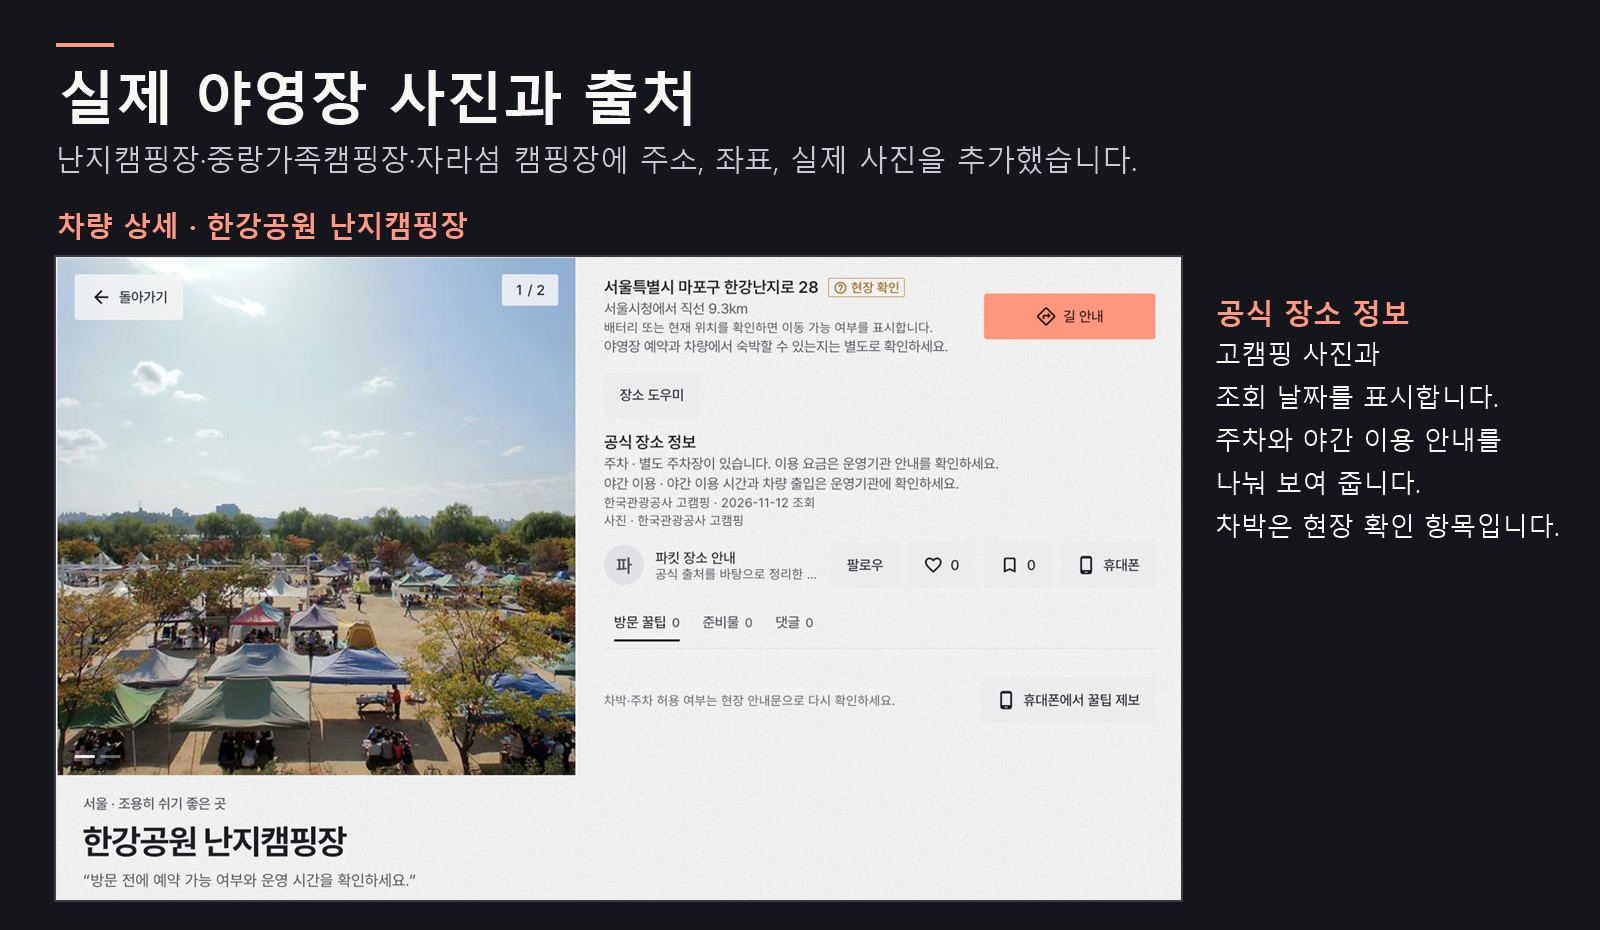 실제 야영장 사진과 출처
난지캠핑장·중랑가족캠핑장·자라섬 캠핑장에 주소, 좌표, 실제 사진을 추가했습니다.
차량 상세 · 한강공원 난지캠핑장
돌아가기
1 / 2
서울 · 조용히 쉬기 좋은 곳
한강공원 난지캠핑장
“방문 전에 예약 가능 여부와 운영 시간을 확인하세요.”
서울특별시 마포구 한강난지로 28 현장 확인
서울시청에서 직선 9.3km
배터리 또는 현재 위치를 확인하면 이동 가능 여부를 표시합니다.
야영장 예약과 차량에서 숙박할 수 있는지는 별도로 확인하세요.
길 안내
장소 도우미
공식 장소 정보
주차 · 별도 주차장이 있습니다. 이용 요금은 운영기관 안내를 확인하세요.
야간 이용 · 야간 이용 시간과 차량 출입은 운영기관에 확인하세요.
한국관광공사 고캠핑 · 2026-11-12 조회
사진 · 한국관광공사 고캠핑
파
파킷 장소 안내
공식 출처를 바탕으로 정리한 ...
팔로우
0
0
휴대폰
방문 꿀팁 0 준비물 0 댓글 0
차박·주차 허용 여부는 현장 안내문으로 다시 확인하세요.
휴대폰에서 꿀팁 제보
공식 장소 정보
고캠핑 사진과
조회 날짜를 표시합니다.
주차와 야간 이용 안내를
나눠 보여 줍니다.
차박은 현장 확인 항목입니다.